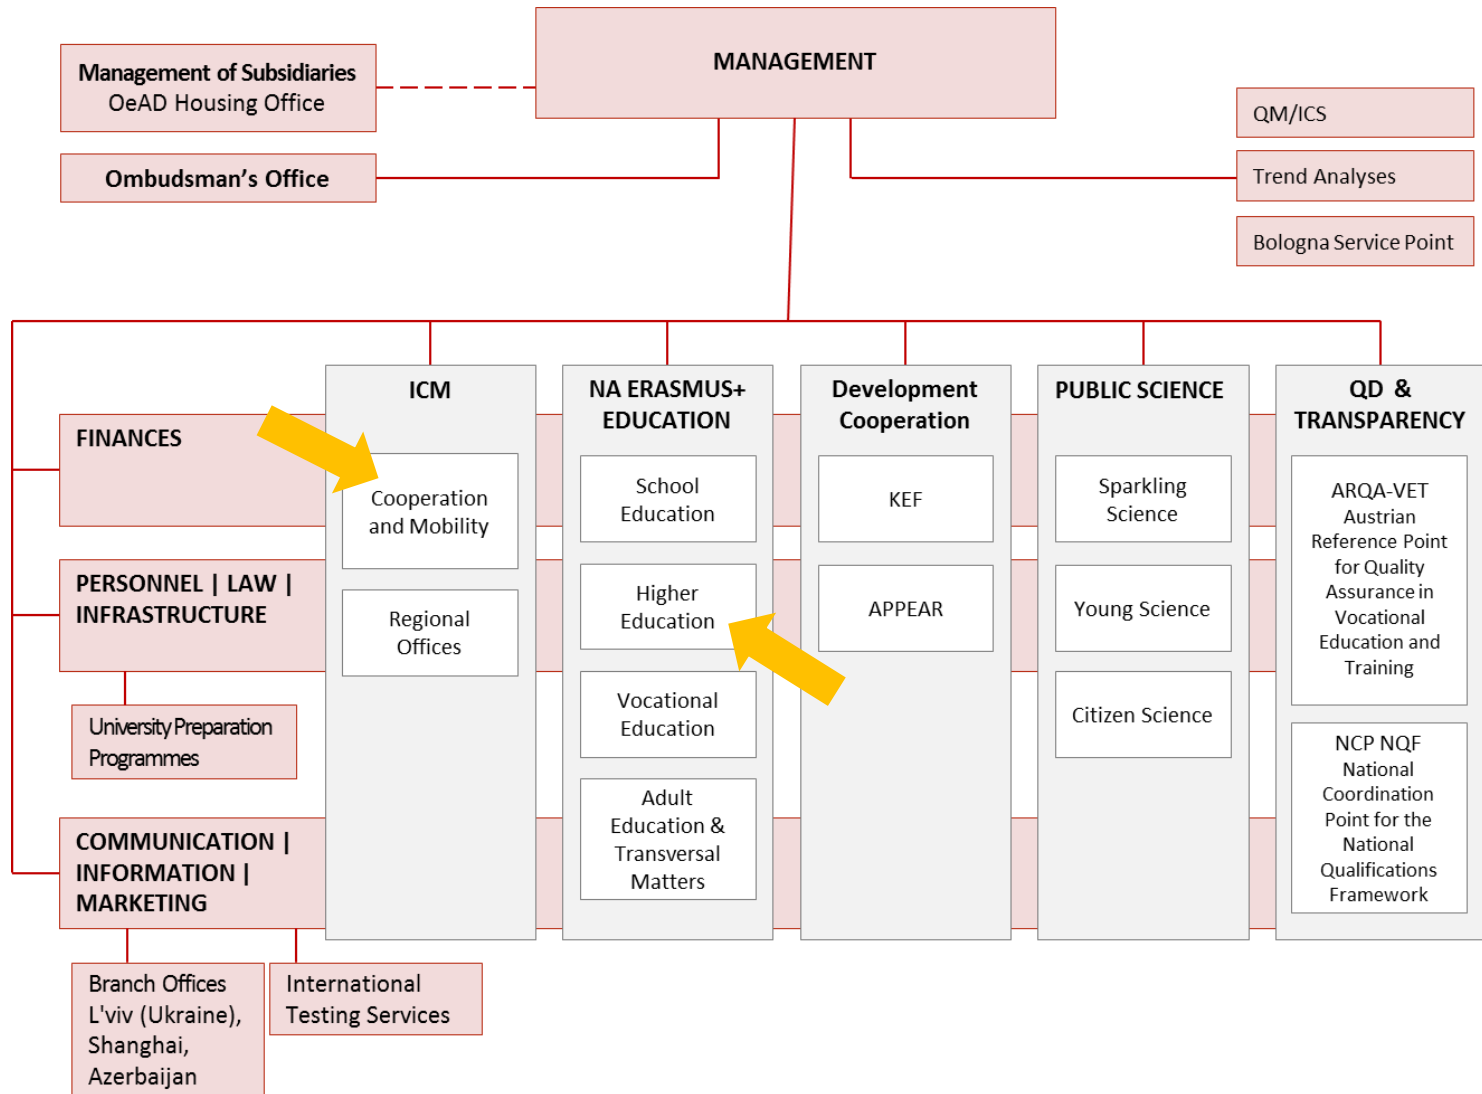 MANAGEMENT
Management of Subsidiaries
OeAD Housing Office
Ombudsman’s Office
QM/ICS
Trend Analyses
Bologna Service Point
FINANCES
PERSONNEL | LAW |
INFRASTRUCTURE
University Preparation
Programmes
COMMUNICATION |
INFORMATION |
MARKETING
Branch Offices
L'viv (Ukraine),
Shanghai,
Azerbaijan
International
Testing Services
ICM
Cooperation
and Mobility
Regional
Offices
NA ERASMUS+
EDUCATION
School
Education
Higher
Education
Vocational
Education
Adult
Education &
Transversal
Matters
Development
Cooperation
KEF
APPEAR
PUBLIC SCIENCE
Sparkling
Science
Young Science
Citizen Science
QD &
TRANSPARENCY
ARQA-VET
Austrian
Reference Point
for Quality
Assurance in
Vocational
Education and
Training
NCP NQF
National
Coordination
Point for the
National
Qualifications
Framework